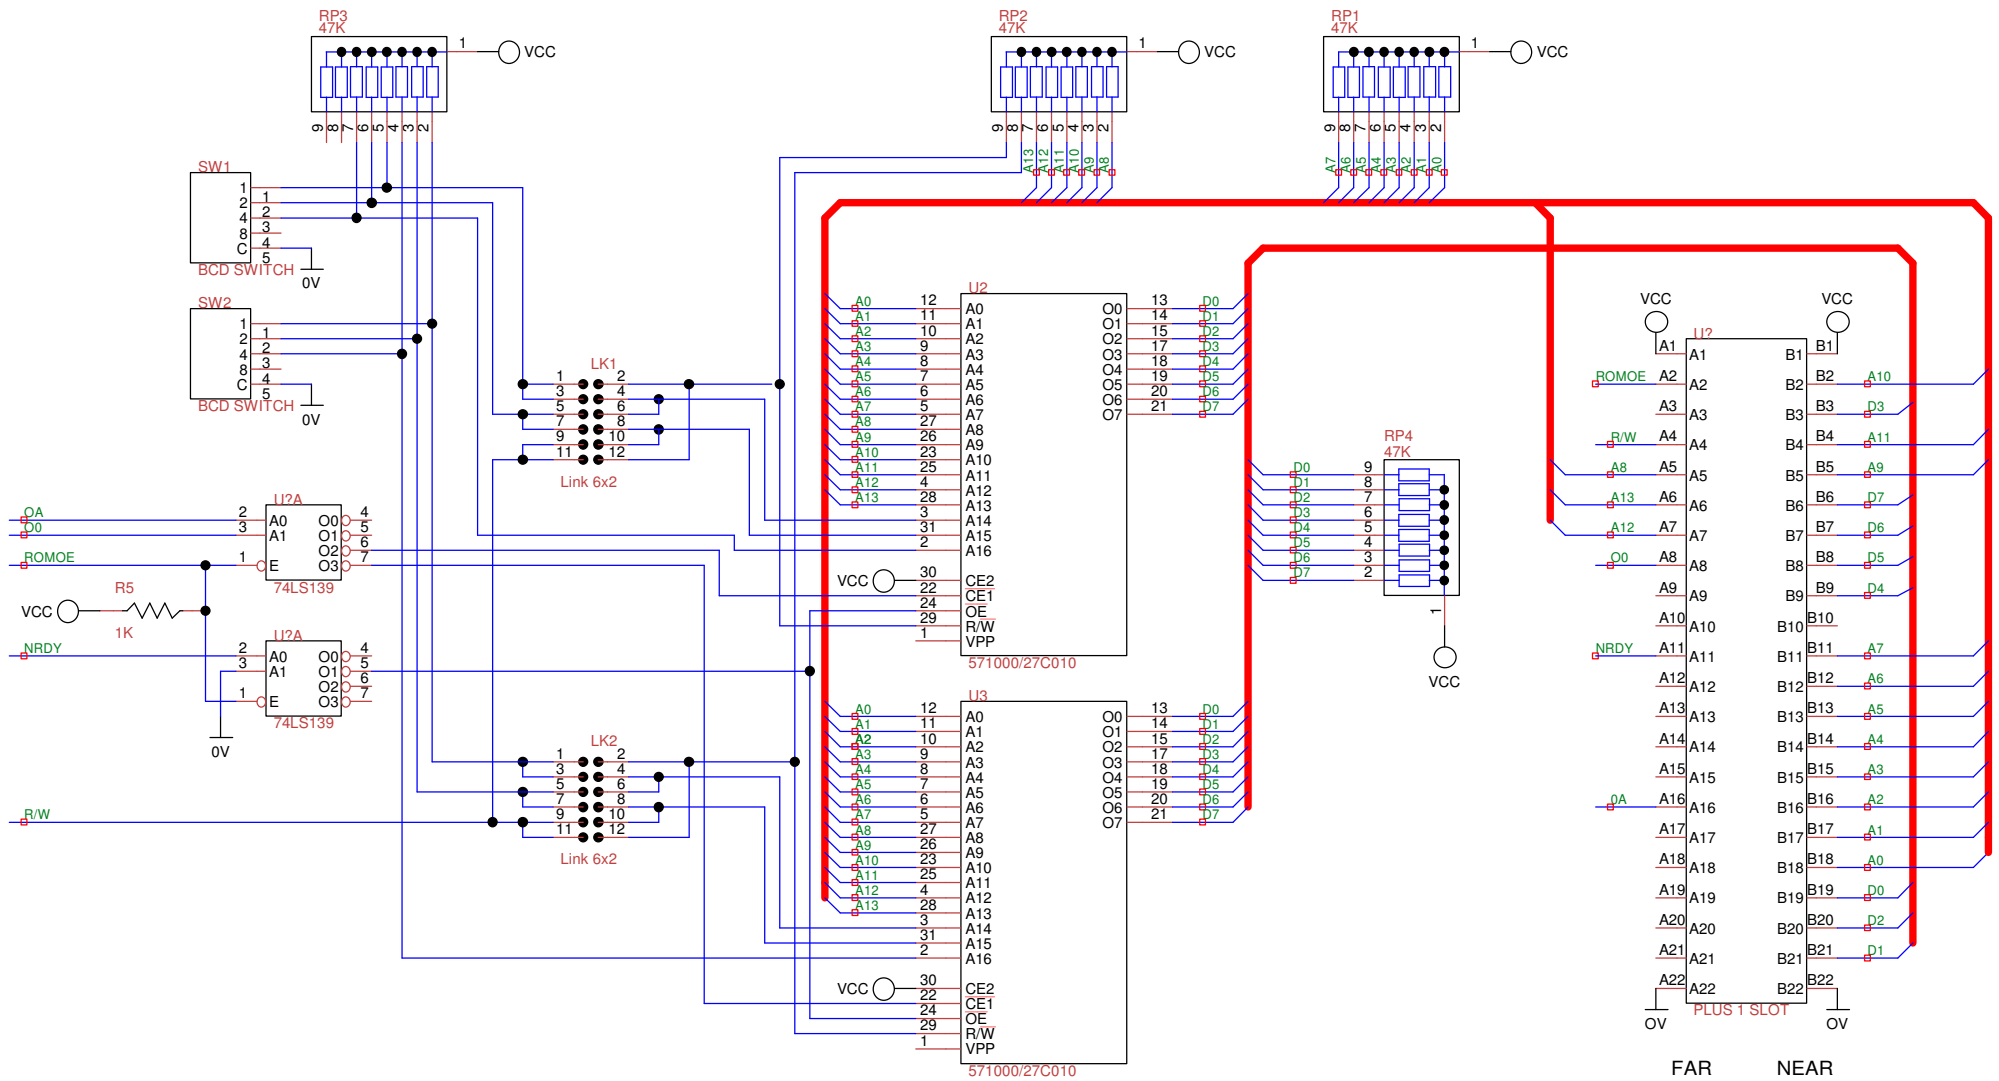 RP3
47K
1
VCC
9 8 7 6 5 4 3 2
RP2
47K
1
VCC
9 8 7 6 5 4 3 2
A13 A12 A11 A10 A9 A8
RP1
47K
1
VCC
9 8 7 6 5 4 3 2
A7 A6 A5 A4 A3 A2 A1 A0
SW1
1
2 1
4 2
8 3
C 4
5
BCD SWITCH
0V
SW2
1
2 1
4 2
8 3
C 4
5
BCD SWITCH
0V
LK1
1 2
3 4
5 6
7 8
9 10
11 12
Link 6x2
U?A
OA 2 A0 O0 4
O0 3 A1 O1 5
O2 6
ROMOE 1 E O3 7
74LS139
R5
VCC
1K
U?A
NRDY 2 A0 O0 4
3 A1 O1 5
O2 6
1 E O3 7
74LS139
0V
LK2
1 2
3 4
5 6
7 8
9 10
11 12
Link 6x2
R/W
U2
A0 12 A0 O0 13 D0
A1 11 A1 O1 14 D1
A2 10 A2 O2 15 D2
A3 9 A3 O3 17 D3
A4 8 A4 O4 18 D4
A5 7 A5 O5 19 D5
A6 6 A6 O6 20 D6
A7 5 A7 O7 21 D7
A8 27 A8
A9 26 A9
A10 23 A10
A11 25 A11
A12 4 A12
A13 28 A13
3 A14
31 A15
2 A16
VCC 30 CE2
22 CE1
24 OE
29 R/W
1 VPP
571000/27C010
U3
A0 12 A0 O0 13 D0
A1 11 A1 O1 14 D1
A2 10 A2 O2 15 D2
A3 9 A3 O3 17 D3
A4 8 A4 O4 18 D4
A5 7 A5 O5 19 D5
A6 6 A6 O6 20 D6
A7 5 A7 O7 21 D7
A8 27 A8
A9 26 A9
A10 23 A10
A11 25 A11
A12 4 A12
A13 28 A13
3 A14
31 A15
2 A16
VCC 30 CE2
22 CE1
24 OE
29 R/W
1 VPP
571000/27C010
RP4
47K
D0 9
D1 8
D2 7
D3 6
D4 5
D5 4
D6 3
D7 2
1
VCC
VCC VCC
U?
A1 A1 B1 B1
ROMOE A2 A2 B2 B2 A10
A3 A3 B3 B3 D3
R/W A4 A4 B4 B4 A11
A8 A5 A5 B5 B5 A9
A13 A6 A6 B6 B6 D7
A12 A7 A7 B7 B7 D6
O0 A8 A8 B8 B8 D5
A9 A9 B9 B9 D4
A10 A10 B10 B10
NRDY A11 A11 B11 B11 A7
A12 A12 B12 B12 A6
A13 A13 B13 B13 A5
A14 A14 B14 B14 A4
A15 A15 B15 B15 A3
0A A16 A16 B16 B16 A2
A17 A17 B17 B17 A1
A18 A18 B18 B18 A0
A19 A19 B19 B19 D0
A20 A20 B20 B20 D2
A21 A21 B21 B21 D1
A22 A22 B22 B22
PLUS 1 SLOT
OV OV
FAR NEAR